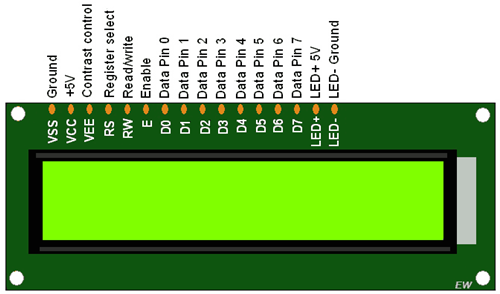 Ground
+5V
Contrast control
Register select
Read/write
Enable
Data Pin 0
Data Pin 1
Data Pin 2
Data Pin 3
Data Pin 4
Data Pin 5
Data Pin 6
Data Pin 7
LED+ 5V
LED- Ground
VSS
VCC
VEE
RS
RW
E
D0
D1
D2
D3
D4
D5
D6
D7
LED+
LED-
EW